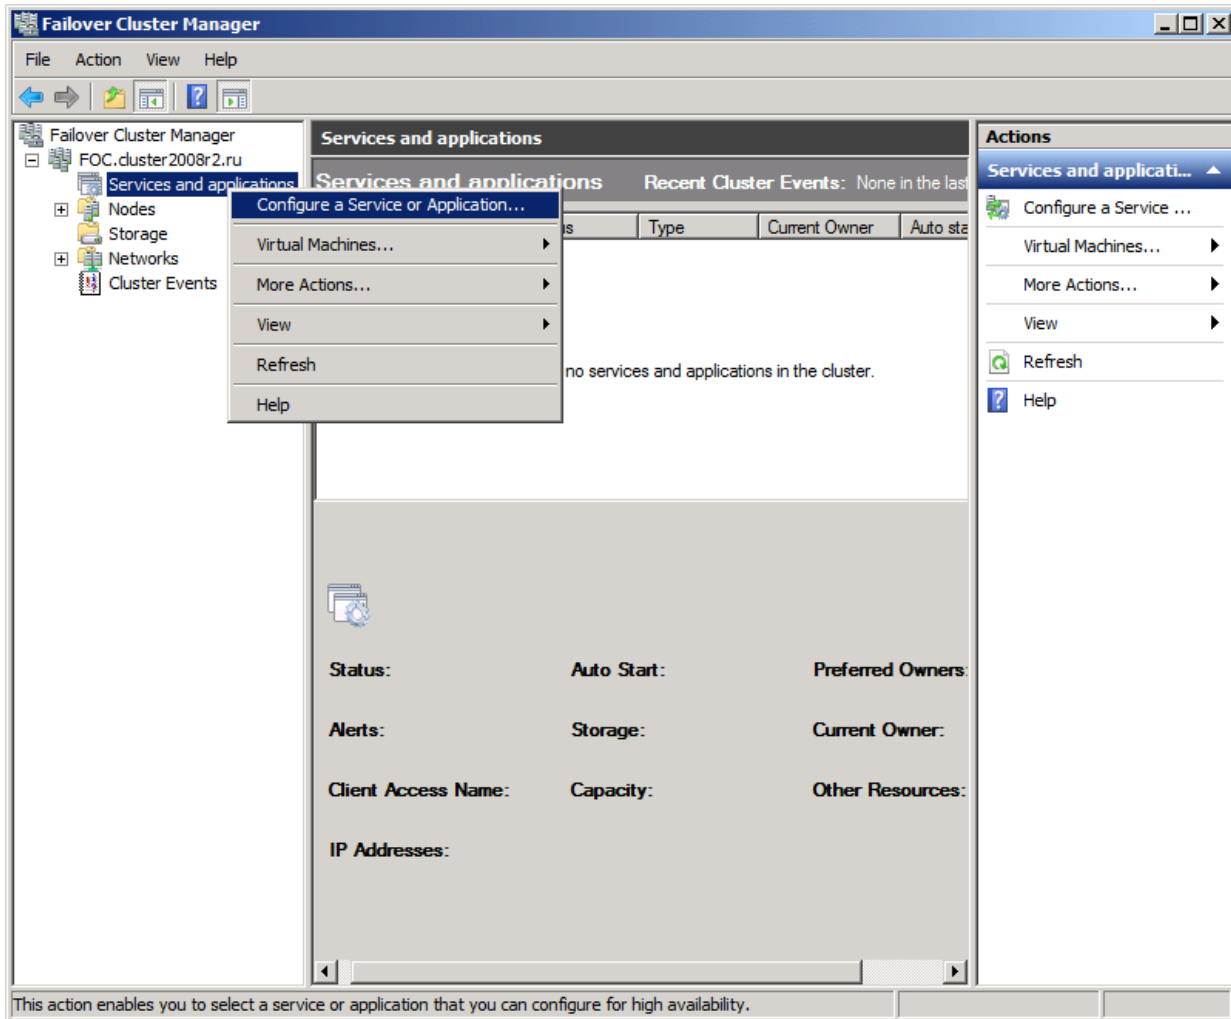 Failover Cluster Manager
File Action View Help
Failover Cluster Manager
FOC.cluster2008r2.ru
Services and applications
Nodes
Storage
Networks
Cluster Events
Configure a Service or Application...
Virtual Machines...
More Actions...
View
Refresh
Help
Services and applications
Services and applications Recent Cluster Events: None in the last
us Type Current Owner Auto sta
no services and applications in the cluster.
Status: Auto Start: Preferred Owners:
Alerts: Storage: Current Owner:
Client Access Name: Capacity: Other Resources:
IP Addresses:
Actions
Services and applicati...
Configure a Service ...
Virtual Machines...
More Actions...
View
Refresh
Help
This action enables you to select a service or application that you can configure for high availability.